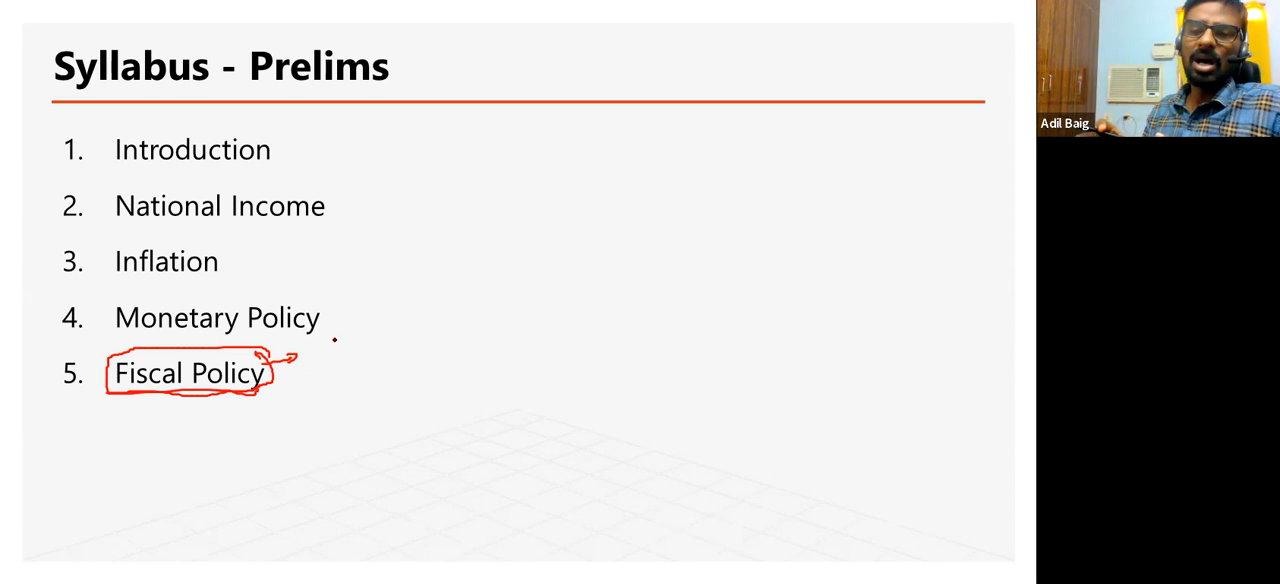 Syllabus - Prelims
1. Introduction
2. National Income
3. Inflation
4. Monetary Policy
5. Fiscal Policy
Adil Baig